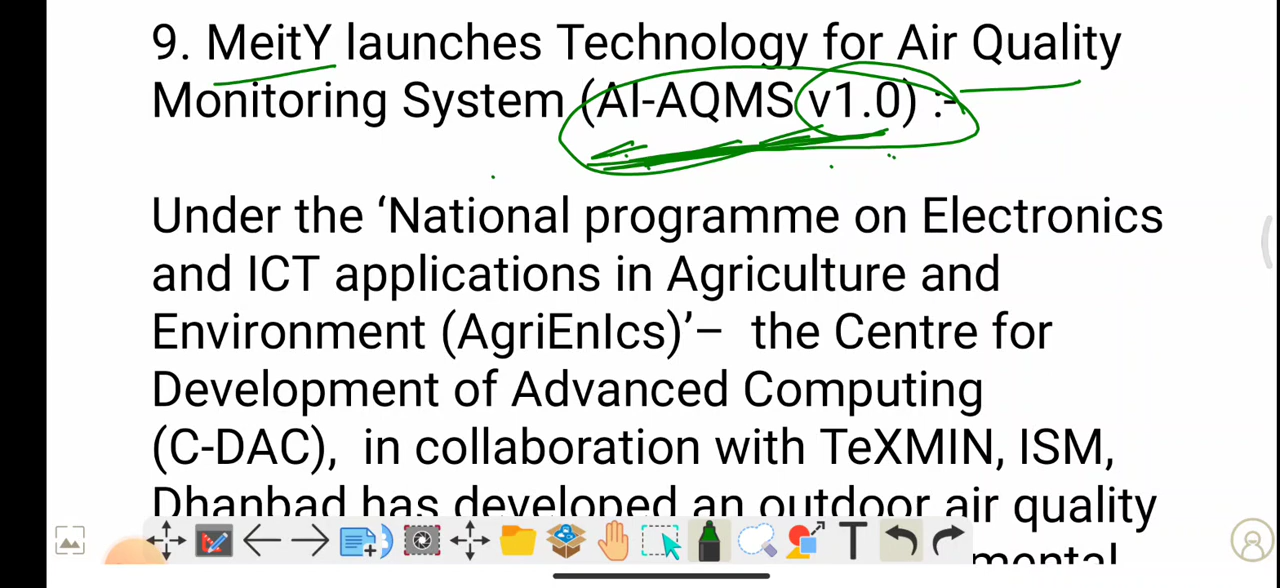 9. MeitY launches Technology for Air Quality
Monitoring System (AI-AQMS v1.0) :-
Under the ‘National programme on Electronics
and ICT applications in Agriculture and
Environment (AgriEnIcs)’– the Centre for
Development of Advanced Computing
(C-DAC), in collaboration with TeXMIN, ISM,
Dhanbad has developed an outdoor air quality
mental